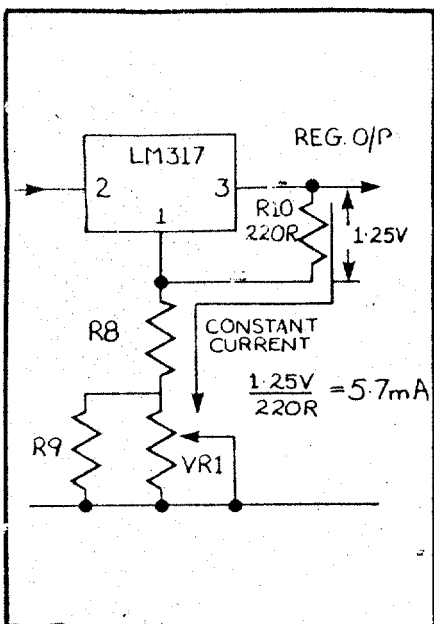 LM317
REG. O/P
2
3
1
R10
220R
1·25V
R8
CONSTANT
CURRENT
1·25V
220R
=5·7mA
R9
VR1